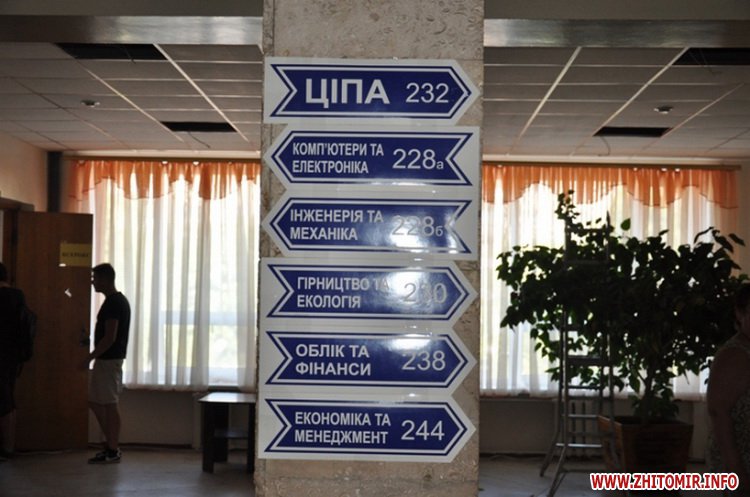 ЦІПА 232
КОМП'ЮТЕРИ ТА
ЕЛЕКТРОНІКА 228а
ІНЖЕНЕРІЯ ТА
МЕХАНІКА 228б
ГІРНИЦТВО ТА
ЕКОЛОГІЯ 230
ОБЛІК ТА
ФІНАНСИ 238
ЕКОНОМІКА ТА
МЕНЕДЖМЕНТ 244
WWW.ZHITOMIR.INFO